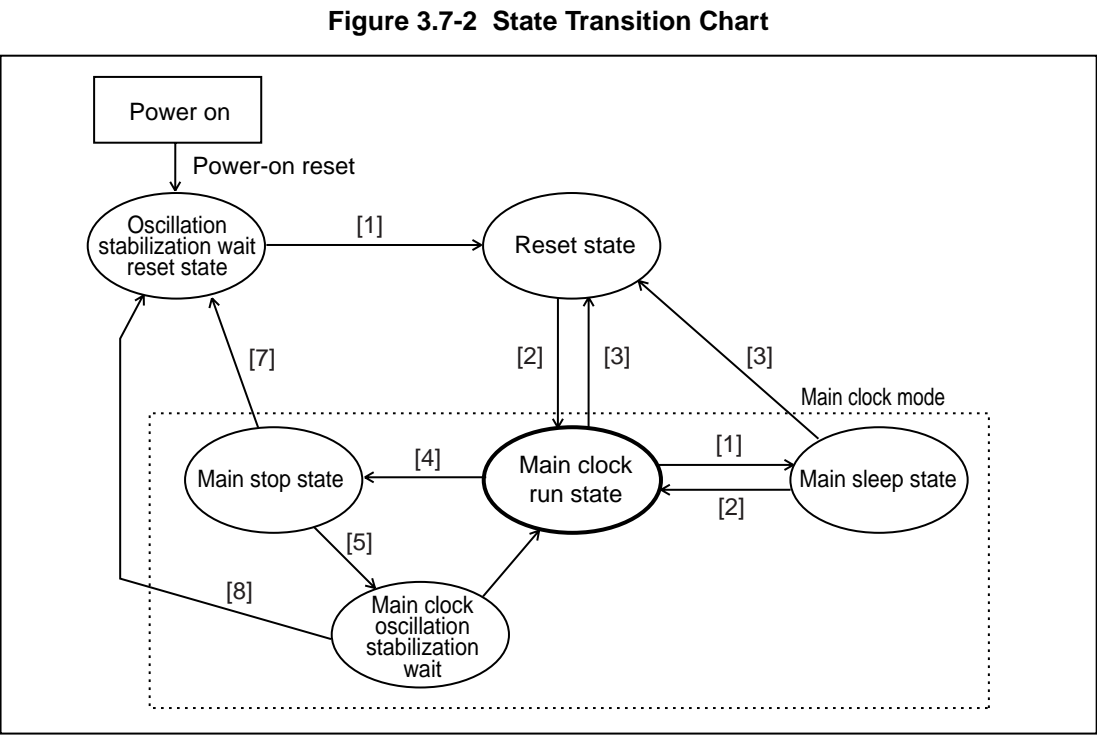 Figure 3.7-2 State Transition Chart
Power on
Power-on reset
Oscillation
stabilization wait
reset state
[1]
Reset state
[7]
[2]
[3]
[3]
Main clock mode
Main stop state
[4]
Main clock
run state
[1]
[2]
Main sleep state
[5]
[8]
Main clock
oscillation
stabilization
wait